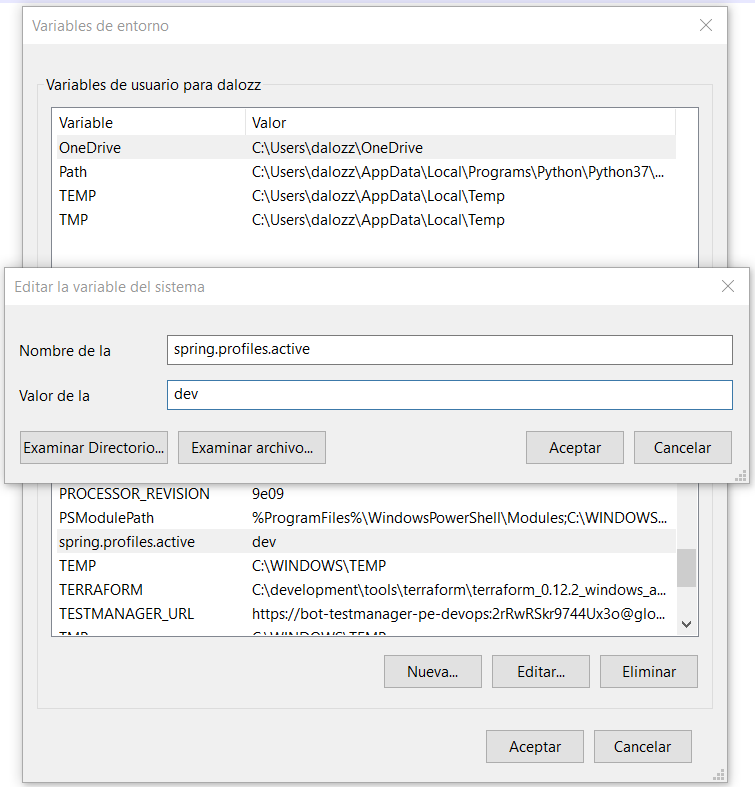 Variables de entorno
Variables de usuario para dalozz
Variable Valor
OneDrive C:\Users\dalozz\OneDrive
Path C:\Users\dalozz\AppData\Local\Programs\Python\Python37\...
TEMP C:\Users\dalozz\AppData\Local\Temp
TMP C:\Users\dalozz\AppData\Local\Temp
Editar la variable del sistema
Nombre de la spring.profiles.active
Valor de la dev
Examinar Directorio... Examinar archivo... Aceptar Cancelar
PROCESSOR_REVISION 9e09
PSModulePath %ProgramFiles%\WindowsPowerShell\Modules;C:\WINDOWS...
spring.profiles.active dev
TEMP C:\WINDOWS\TEMP
TERRAFORM C:\development\tools\terraform\terraform_0.12.2_windows_a...
TESTMANAGER_URL https://bot-testmanager-pe-devops:2rRwRSkr9744Ux3o@glo...
TMP C:\WINDOWS\TEMP
Nueva... Editar... Eliminar
Aceptar Cancelar